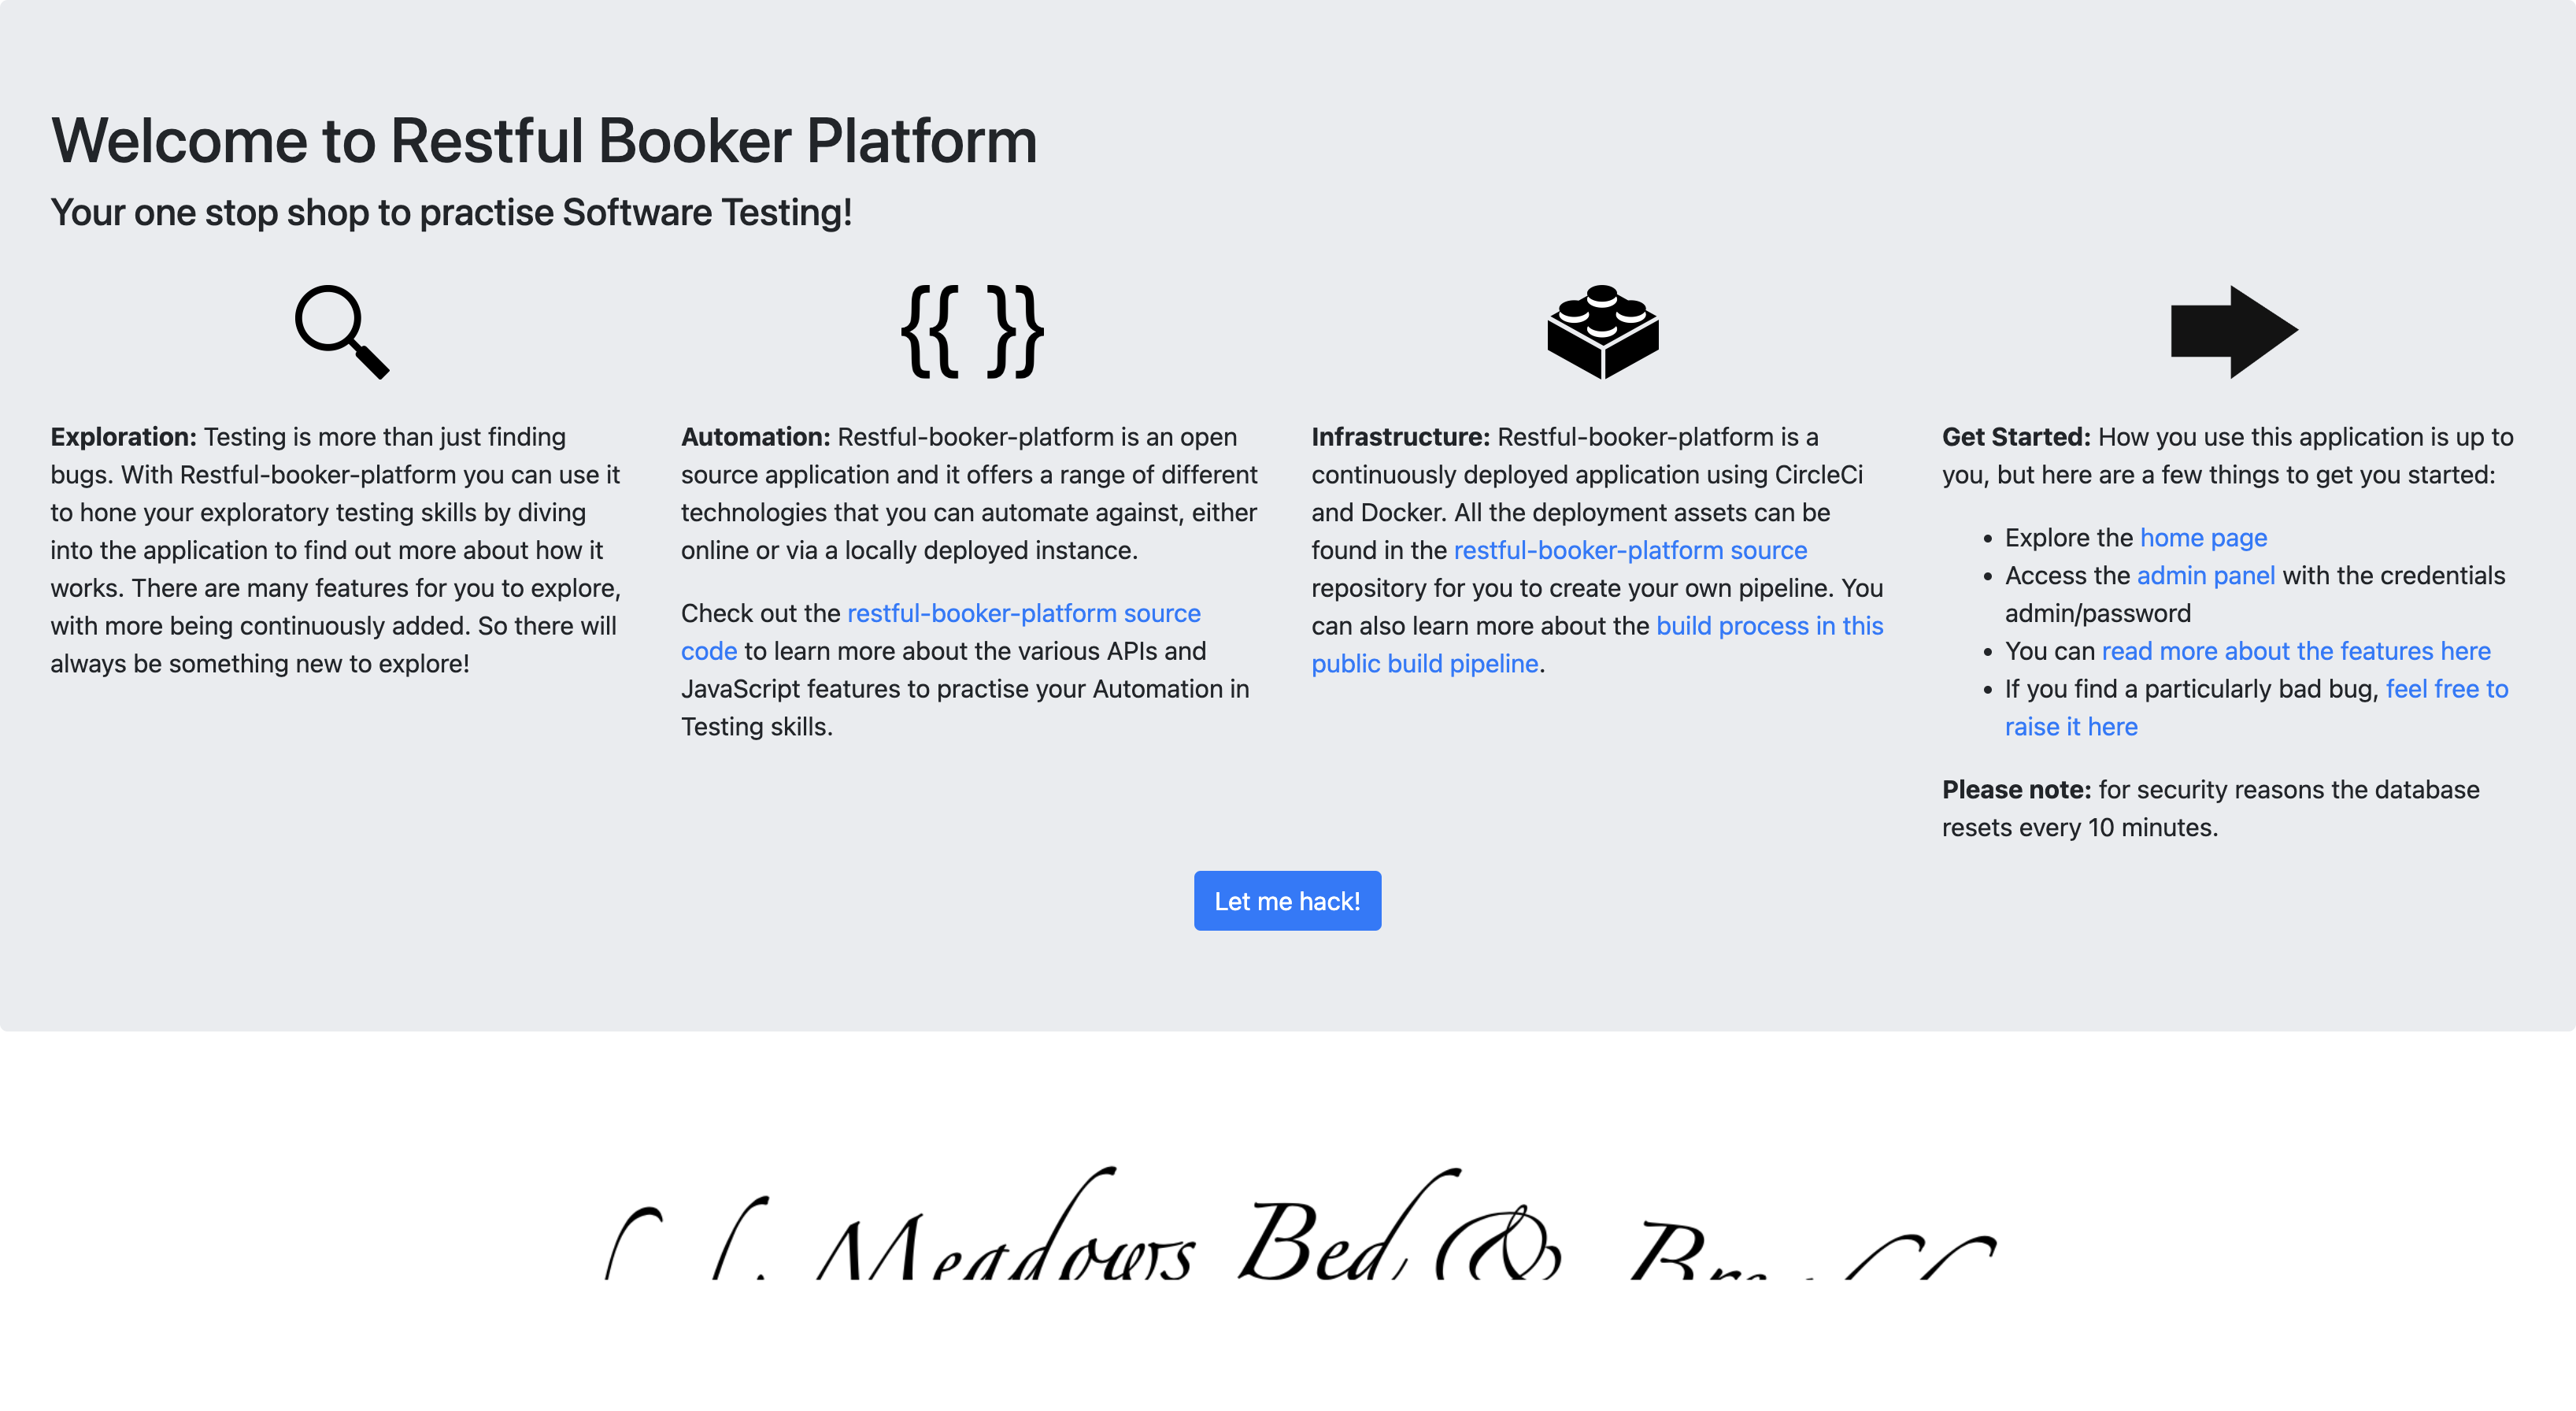 Welcome to Restful Booker Platform
Your one stop shop to practise Software Testing!
{{ }}
Exploration: Testing is more than just finding
bugs. With Restful-booker-platform you can use it
to hone your exploratory testing skills by diving
into the application to find out more about how it
works. There are many features for you to explore,
with more being continuously added. So there will
always be something new to explore!
Automation: Restful-booker-platform is an open
source application and it offers a range of different
technologies that you can automate against, either
online or via a locally deployed instance.
Check out the restful-booker-platform source
code to learn more about the various APIs and
JavaScript features to practise your Automation in
Testing skills.
Infrastructure: Restful-booker-platform is a
continuously deployed application using CircleCi
and Docker. All the deployment assets can be
found in the restful-booker-platform source
repository for you to create your own pipeline. You
can also learn more about the build process in this
public build pipeline.
Get Started: How you use this application is up to
you, but here are a few things to get you started:
• Explore the home page
• Access the admin panel with the credentials
admin/password
• You can read more about the features here
• If you find a particularly bad bug, feel free to
raise it here
Please note: for security reasons the database
resets every 10 minutes.
Let me hack!
Meadows Bed &